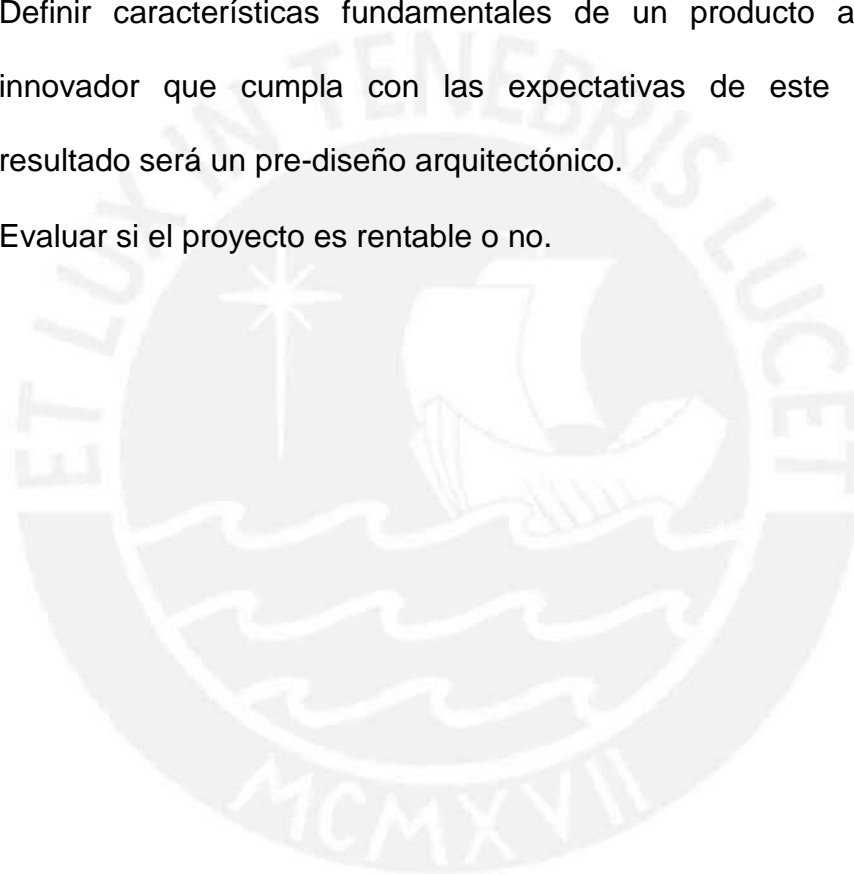 Definir características fundamentales de un producto a
innovador que cumpla con las expectativas de este
resultado será un pre-diseño arquitectónico.
Evaluar si el proyecto es rentable o no.
ET LUX IN TENEBRIS LUCET
MCMXVII